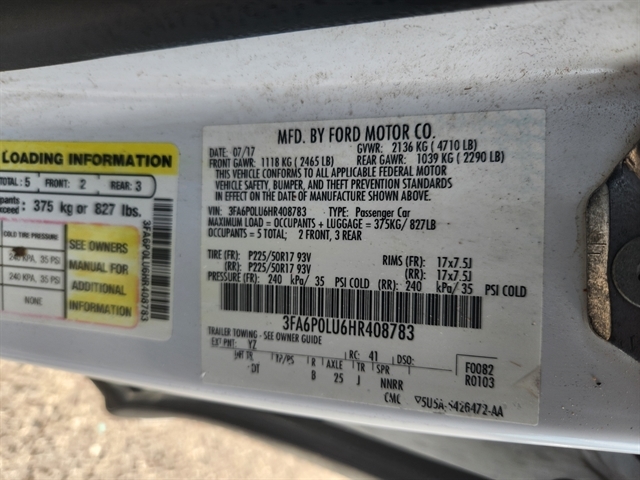 LOADING INFORMATION
TOTAL: 5 FRONT: 2 REAR: 3
375 kg or 827 lbs.
COLD TIRE PRESSURE
240 KPA, 35 PSI
240 KPA, 35 PSI
NONE
SEE OWNERS
MANUAL FOR
ADDITIONAL
INFORMATION
3FA6P0LU6HR408783
MFD. BY FORD MOTOR CO.
DATE: 07/17 GVWR: 2136 KG (4710 LB)
FRONT GAWR: 1118 KG (2465 LB) REAR GAWR: 1039 KG (2290 LB)
THIS VEHICLE CONFORMS TO ALL APPLICABLE FEDERAL MOTOR
VEHICLE SAFETY, BUMPER, AND THEFT PREVENTION STANDARDS
IN EFFECT ON THE DATE OF MANUFACTURE SHOWN ABOVE.
VIN: 3FA6P0LU6HR408783 TYPE: Passenger Car
MAXIMUM LOAD = OCCUPANTS + LUGGAGE = 375KG/ 827LB
OCCUPANTS = 5 TOTAL; 2 FRONT, 3 REAR
TIRE (FR): P225/50R17 93V RIMS (FR): 17x7.5J
(RR): P225/50R17 93V (RR): 17x7.5J
PRESSURE (FR): 240 kPa/ 35 PSI COLD (RR): 240 kPa/ 35 PSI COLD
3FA6P0LU6HR408783
TRAILER TOWING - SEE OWNER GUIDE
EXT PNT: YZ RC: 41 DSO:
INT TR TP/PS R AXLE TR SPR F0082
DT B 25 J NNRR R0103
CMC